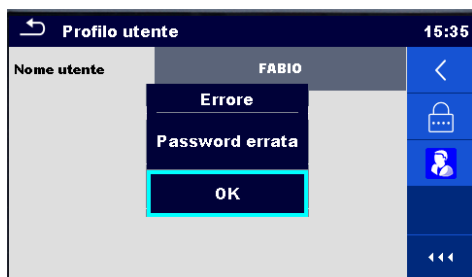 Profilo utente 15:35
Nome utente FABIO
Errore
Password errata
OK